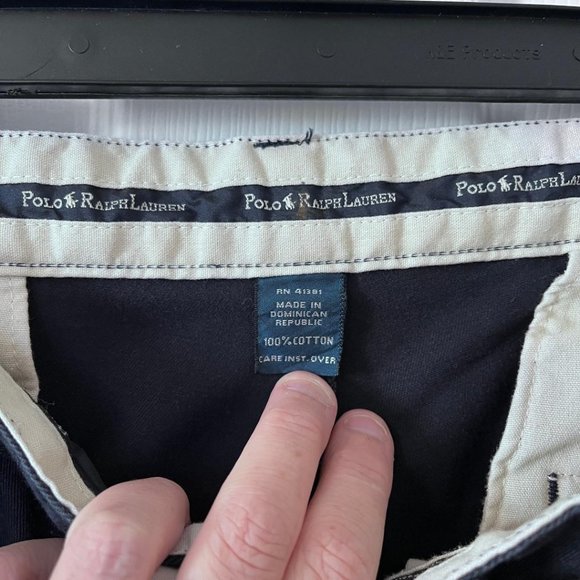 ALE PRODUCTS
POLO RALPH LAUREN POLO RALPH LAUREN POLO RALPH LAUREN
RN 41381
MADE IN
DOMINICAN
REPUBLIC
100% COTTON
CARE INST. OVER